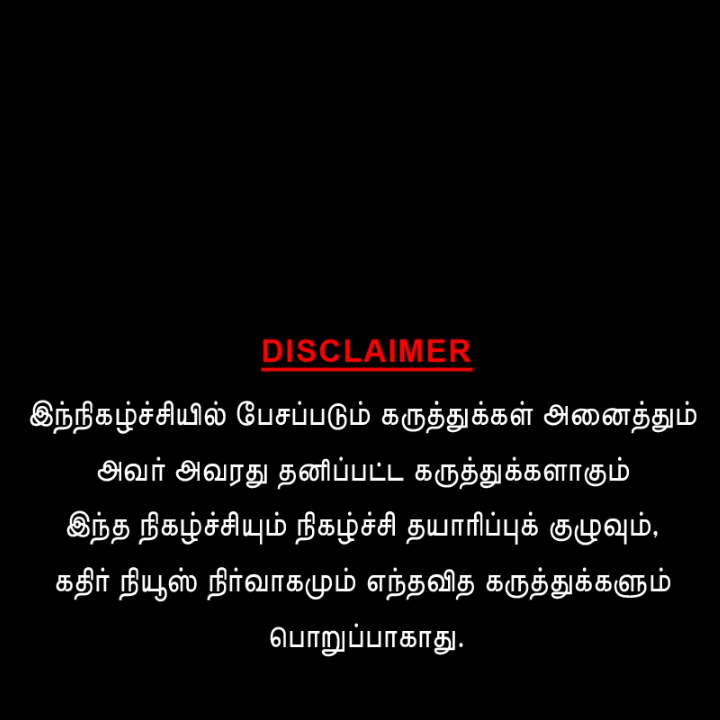 DISCLAIMER
இந்நிகழ்ச்சியில் பேசப்படும் கருத்துக்கள் அனைத்தும்
அவர் அவரது தனிப்பட்ட கருத்துக்களாகும்
இந்த நிகழ்ச்சியும் நிகழ்ச்சி தயாரிப்புக் குழுவும்,
கதிர் நியூஸ் நிர்வாகமும் எந்தவித கருத்துக்களும்
பொறுப்பாகாது.